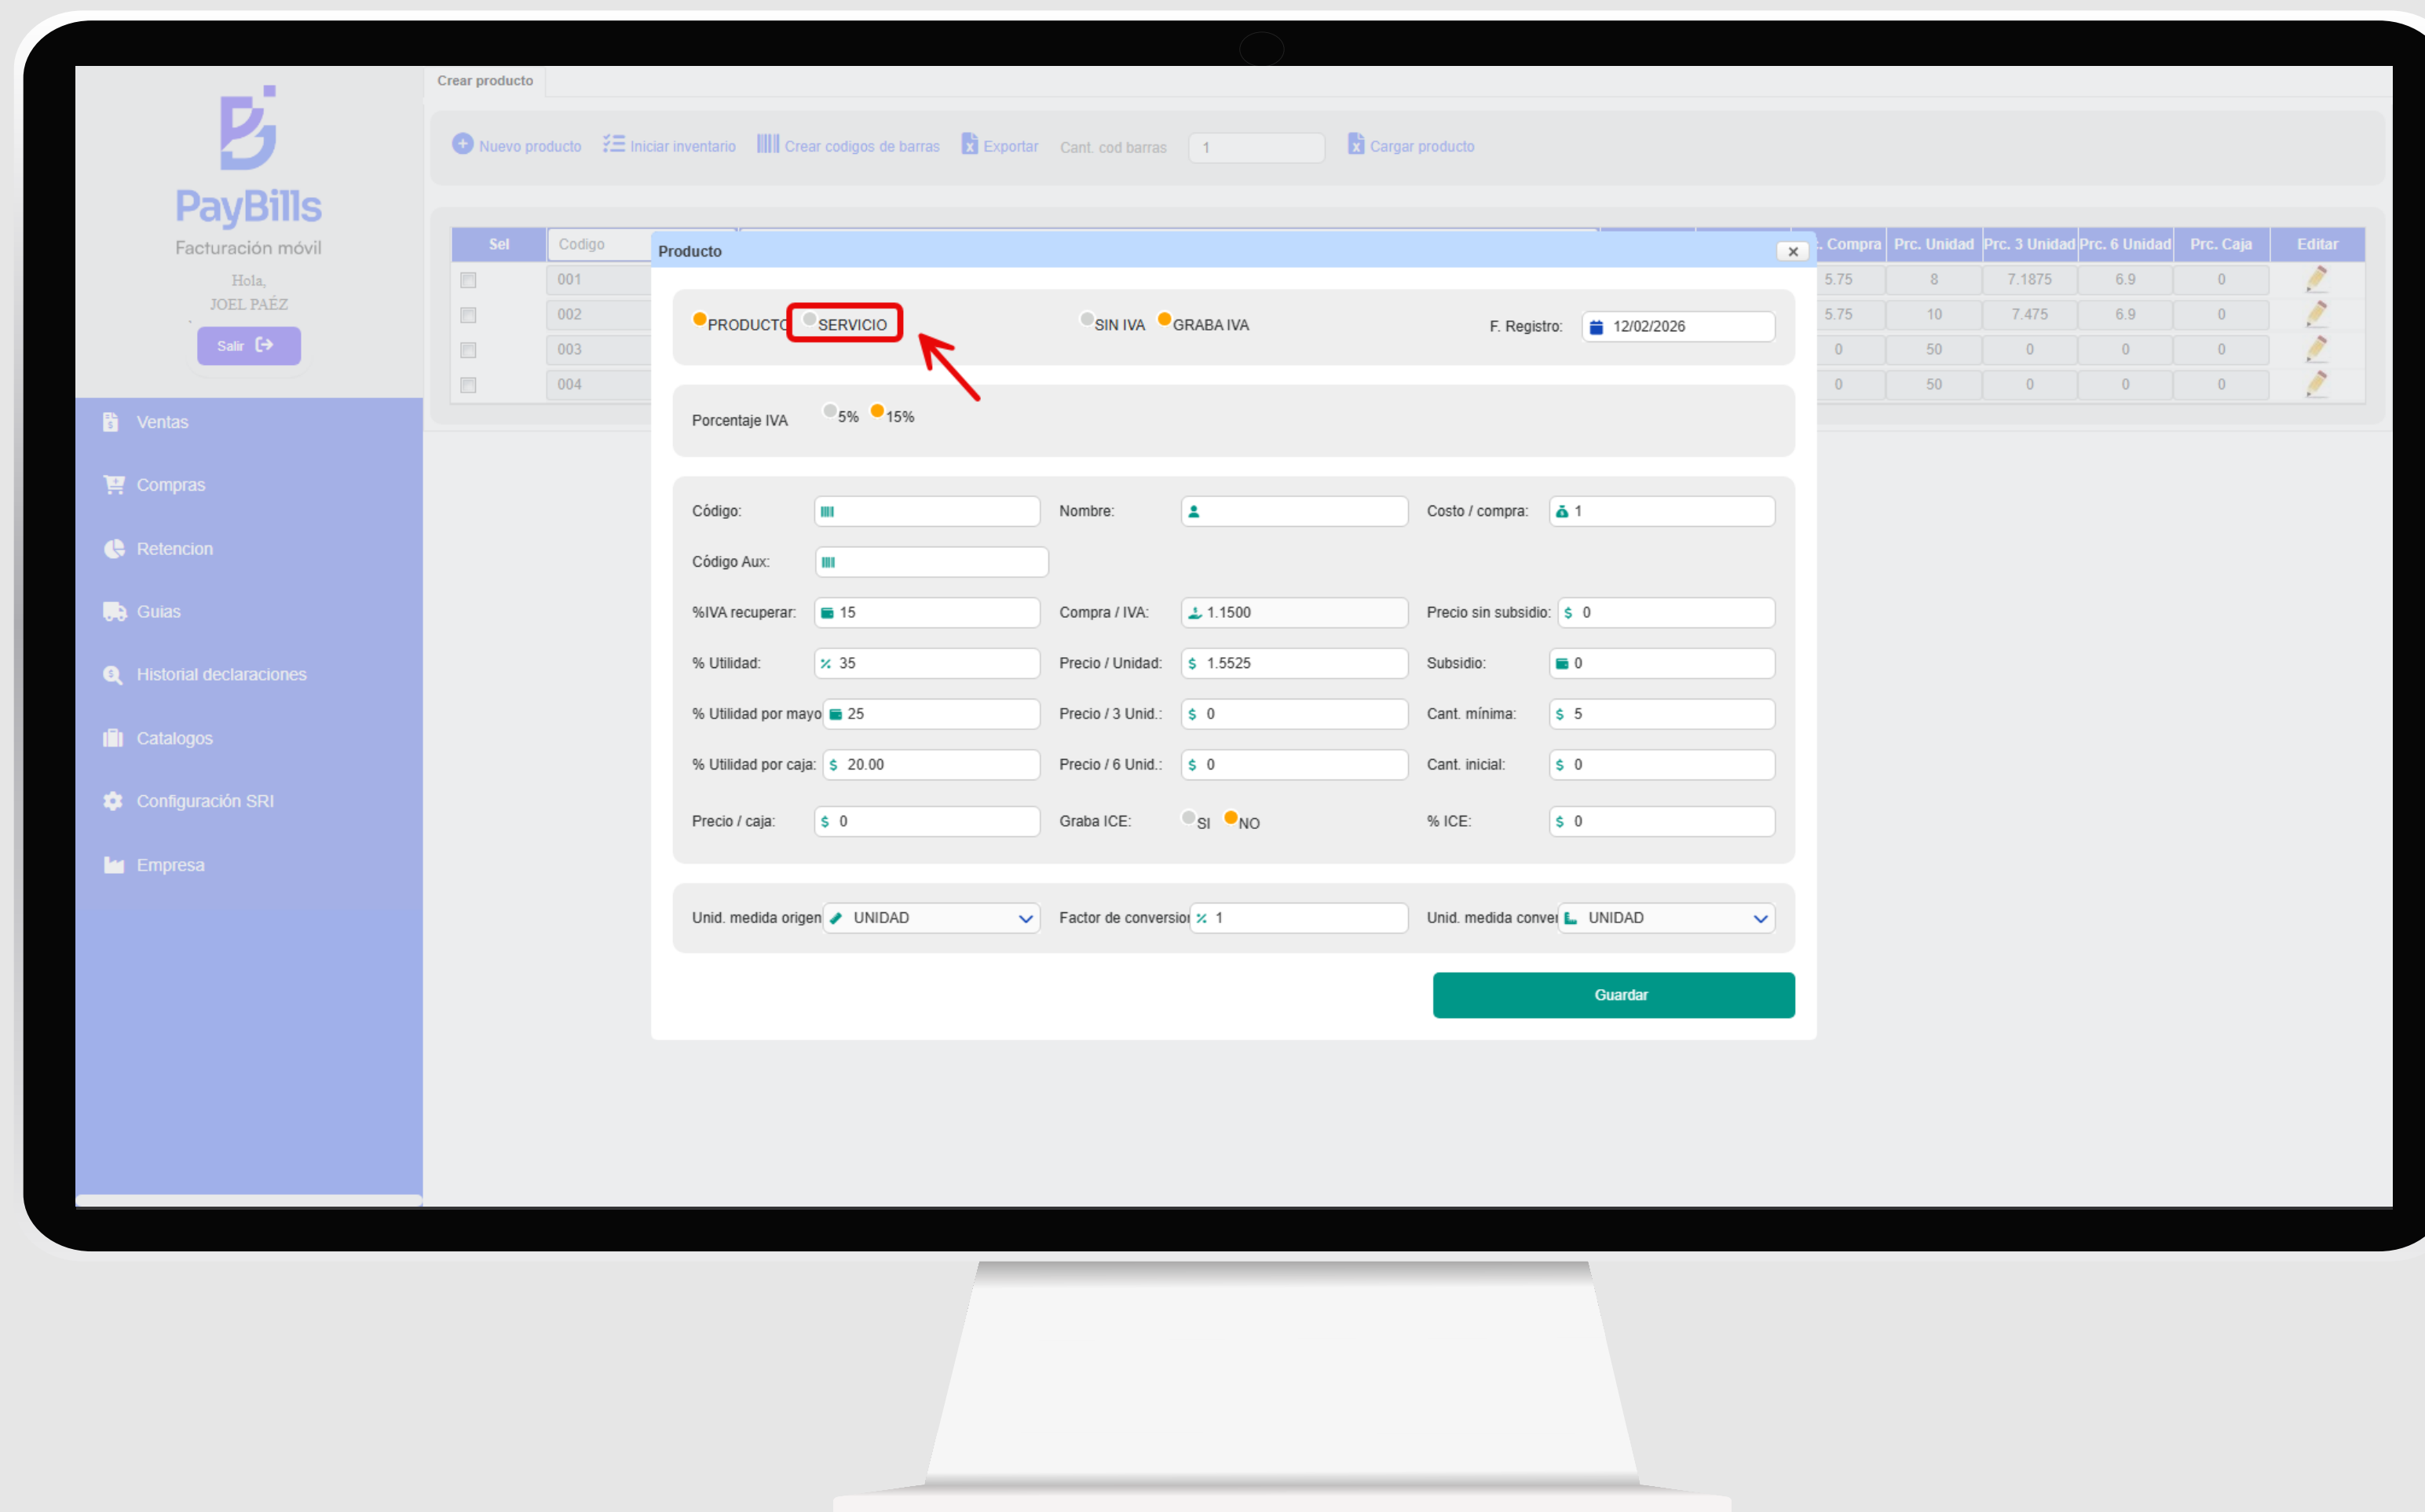 Crear producto
PayBills
Facturación móvil
Hola,
JOEL PAÉZ
Salir
Ventas
Compras
Retencion
Guias
Historial declaraciones
Catalogos
Configuración SRI
Empresa
Nuevo producto Iniciar inventario Crear codigos de barras Exportar Cant. cod barras 1 Cargar producto
Sel Codigo . Compra Prc. Unidad Prc. 3 Unidad Prc. 6 Unidad Prc. Caja Editar
001 5.75 8 7.1875 6.9 0
002 5.75 10 7.475 6.9 0
003 0 50 0 0 0
004 0 50 0 0 0
Producto
PRODUCTO SERVICIO SIN IVA GRABA IVA F. Registro: 12/02/2026
Porcentaje IVA 5% 15%
Código: Nombre: Costo / compra: 1
Código Aux:
%IVA recuperar: 15 Compra / IVA: 1.1500 Precio sin subsidio: $ 0
% Utilidad: % 35 Precio / Unidad: $ 1.5525 Subsidio: 0
% Utilidad por mayo 25 Precio / 3 Unid.: $ 0 Cant. mínima: $ 5
% Utilidad por caja: $ 20.00 Precio / 6 Unid.: $ 0 Cant. inicial: $ 0
Precio / caja: $ 0 Graba ICE: SI NO % ICE: $ 0
Unid. medida origen UNIDAD Factor de conversion % 1 Unid. medida conver UNIDAD
Guardar